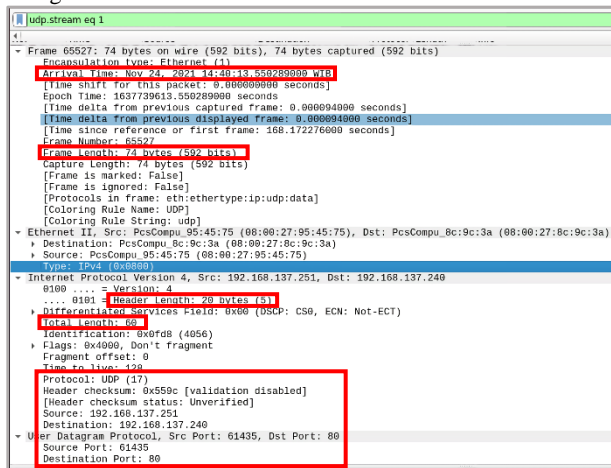 udp.stream eq 1
Frame 65527: 74 bytes on wire (592 bits), 74 bytes captured (592 bits)
Encapsulation type: Ethernet (1)
Arrival Time: Nov 24, 2021 14:40:13.550289000 WIB
[Time shift for this packet: 0.000000000 seconds]
Epoch Time: 1637739613.550289000 seconds
[Time delta from previous captured frame: 0.000094000 seconds]
[Time delta from previous displayed frame: 0.000094000 seconds]
[Time since reference or first frame: 168.172276000 seconds]
Frame Number: 65527
Frame Length: 74 bytes (592 bits)
Capture Length: 74 bytes (592 bits)
[Frame is marked: False]
[Frame is ignored: False]
[Protocols in frame: eth:ethertype:ip:udp:data]
[Coloring Rule Name: UDP]
[Coloring Rule String: udp]
Ethernet II, Src: PcsCompu_95:45:75 (08:00:27:95:45:75), Dst: PcsCompu_8c:9c:3a (08:00:27:8c:9c:3a)
Destination: PcsCompu_8c:9c:3a (08:00:27:8c:9c:3a)
Source: PcsCompu_95:45:75 (08:00:27:95:45:75)
Type: IPv4 (0x0800)
Internet Protocol Version 4, Src: 192.168.137.251, Dst: 192.168.137.240
0100 .... = Version: 4
.... 0101 = Header Length: 20 bytes (5)
Differentiated Services Field: 0x00 (DSCP: CS0, ECN: Not-ECT)
Total Length: 60
Identification: 0x0fd8 (4056)
Flags: 0x4000, Don't fragment
Fragment offset: 0
Time to live: 128
Protocol: UDP (17)
Header checksum: 0x559c [validation disabled]
[Header checksum status: Unverified]
Source: 192.168.137.251
Destination: 192.168.137.240
User Datagram Protocol, Src Port: 61435, Dst Port: 80
Source Port: 61435
Destination Port: 80